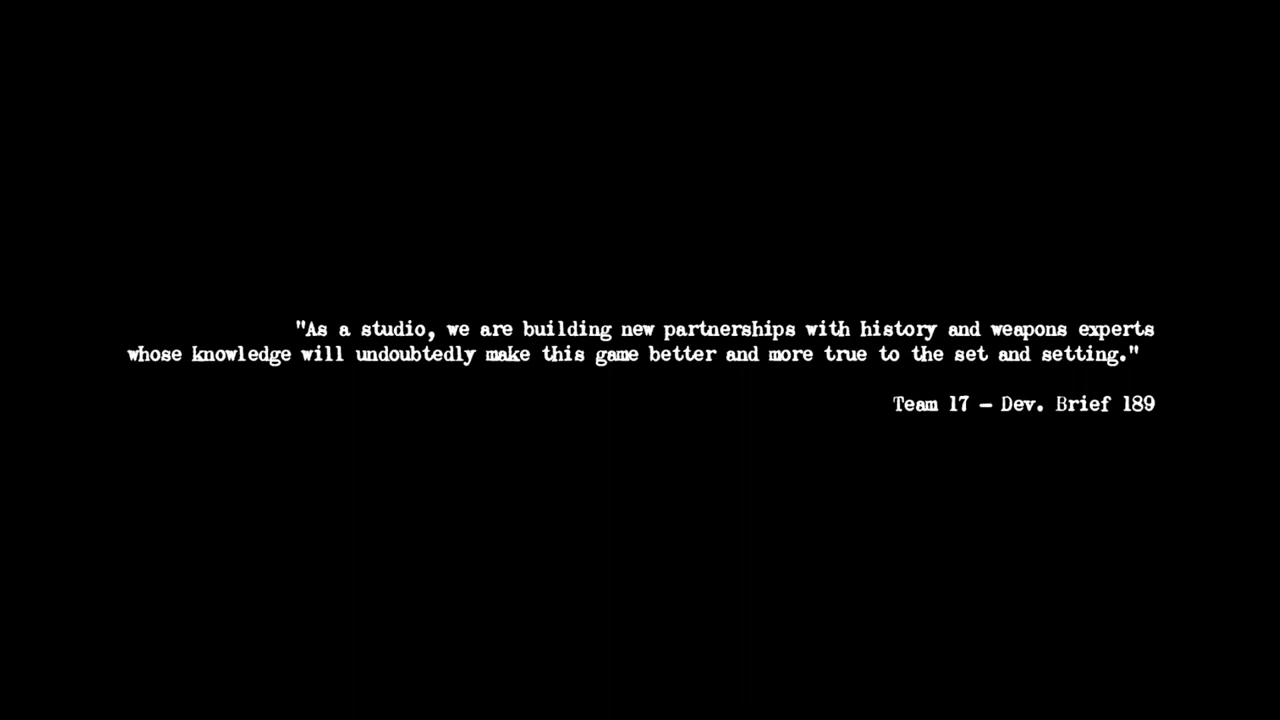 "As a studio, we are building new partnerships with history and weapons experts
whose knowledge will undoubtedly make this game better and more true to the set and setting."
Team 17 – Dev. Brief 189